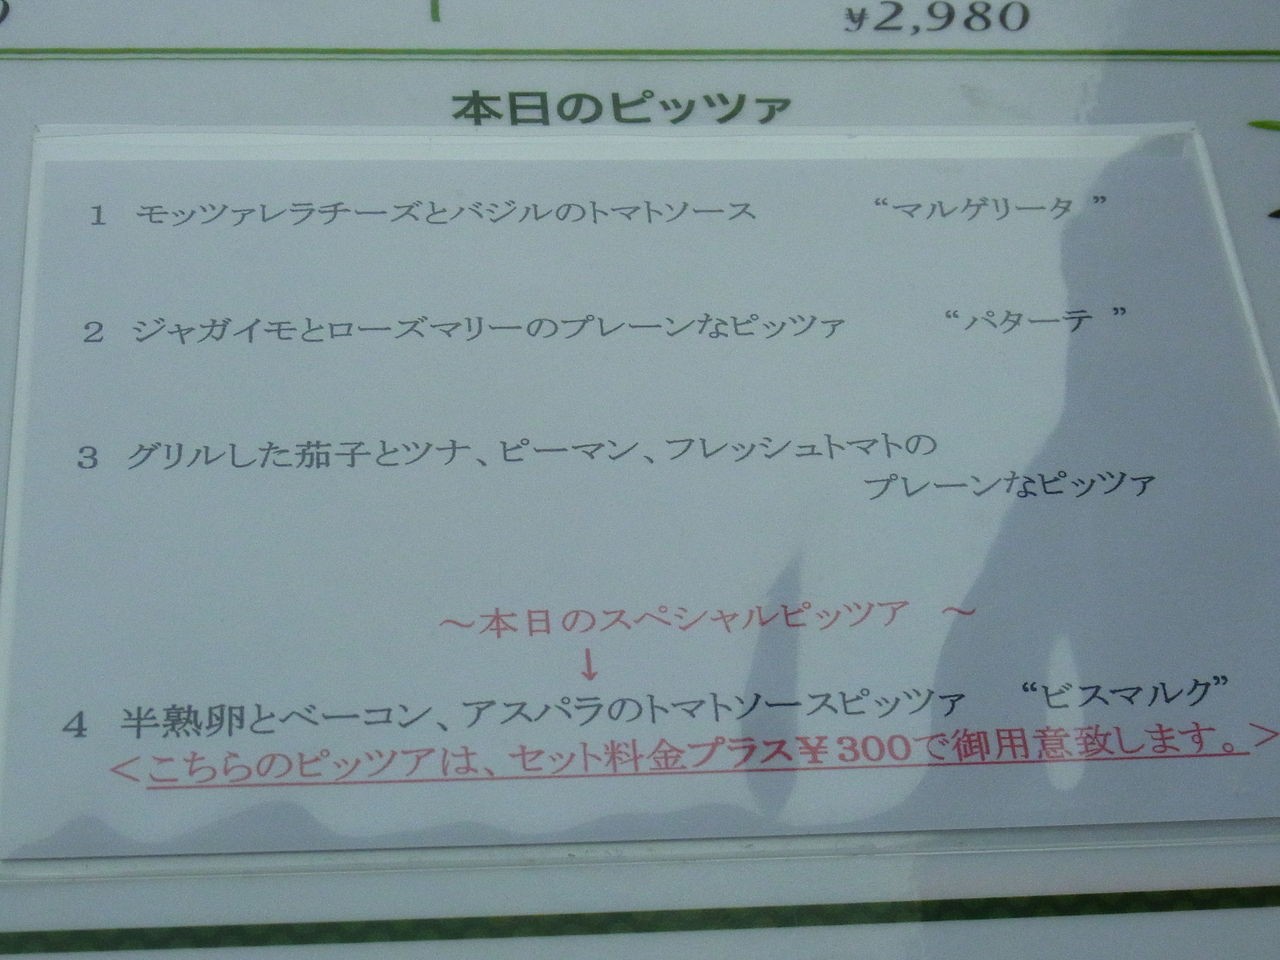 ¥2,980
本日のピッツァ
1 モッツァレラチーズとバジルのトマトソース “マルゲリータ ”
2 ジャガイモとローズマリーのプレーンなピッツァ “パターテ ”
3 グリルした茄子とツナ、ピーマン、フレッシュトマトの
プレーンなピッツァ
～本日のスペシャルピッツア ～
↓
4 半熟卵とベーコン、アスパラのトマトソースピッツァ “ビスマルク”
＜こちらのピッツアは、セット料金プラス¥300で御用意致します。＞